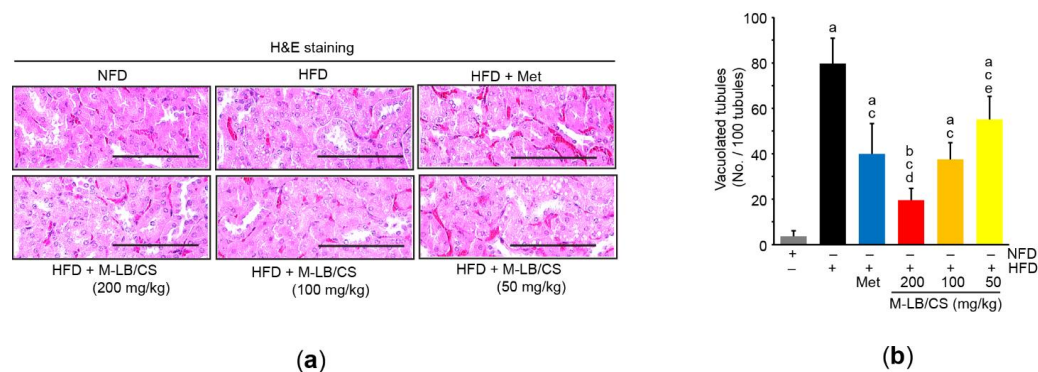 H&E staining
NFD HFD HFD + Met
HFD + M-LB/CS HFD + M-LB/CS HFD + M-LB/CS
(200 mg/kg) (100 mg/kg) (50 mg/kg)
(a)
Vacuolated tubules
(No. / 100 tubules)
100
80
60
40
20
0
a
a
c
b
c
d
a
c
a
c
e
+ – – – – – NFD
– + + + + + HFD
Met 200 100 50
M-LB/CS (mg/kg)
(b)